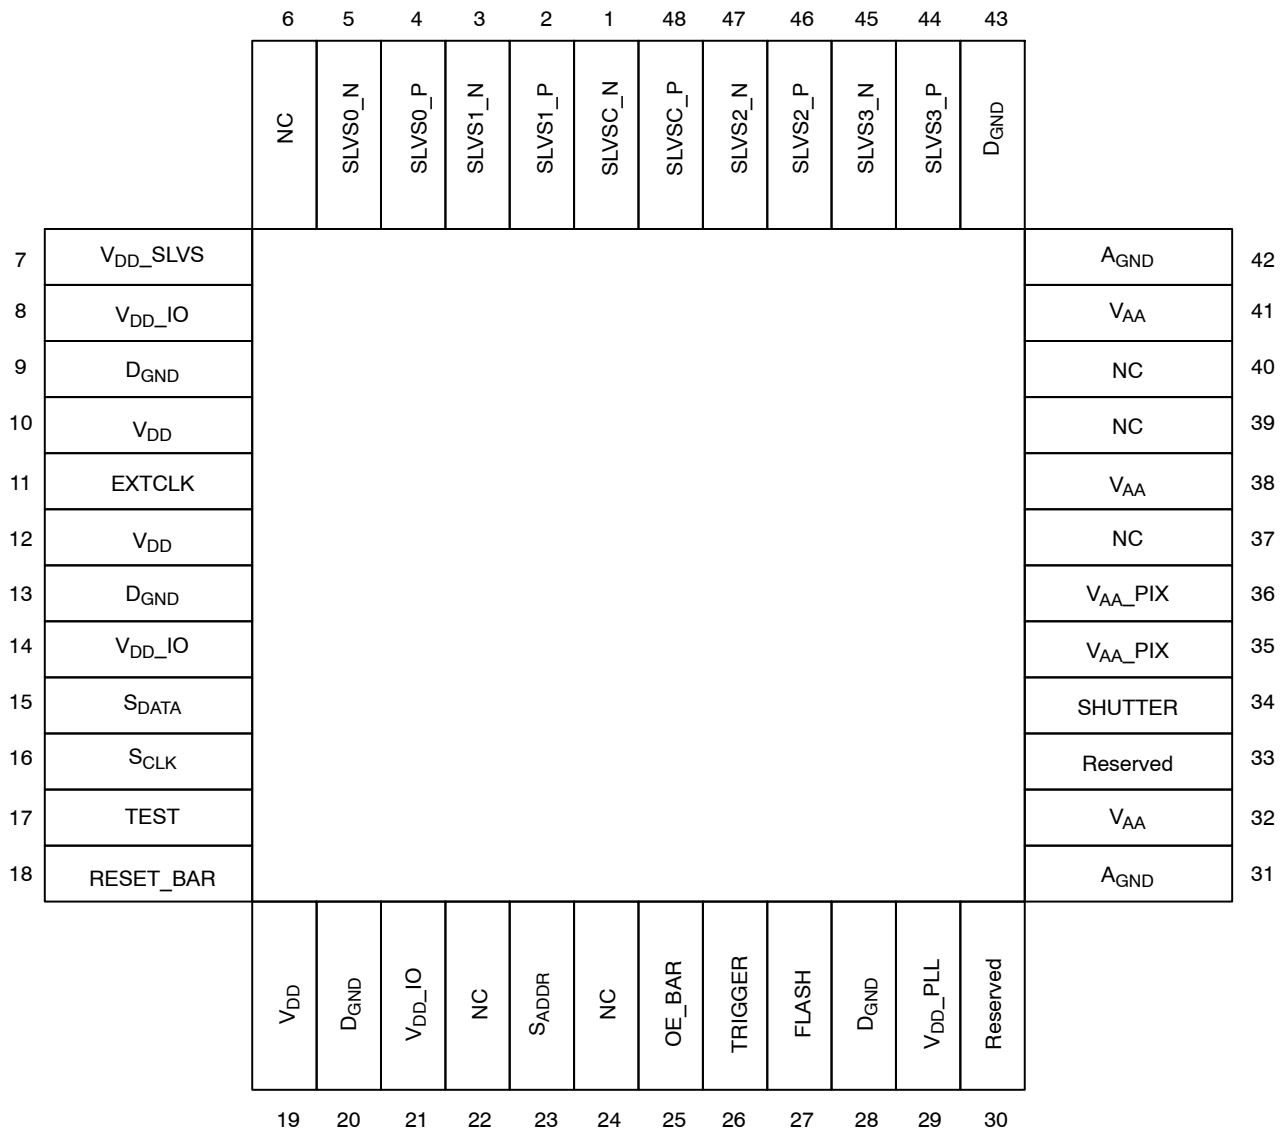 6 5 4 3 2 1 48 47 46 45 44 43
NC SLVS0_N SLVS0_P SLVS1_N SLVS1_P SLVSC_N SLVSC_P SLVS2_N SLVS2_P SLVS3_N SLVS3_P DGND
7 VDD_SLVS AGND 42
8 VDD_IO VAA 41
9 DGND NC 40
10 VDD NC 39
11 EXTCLK VAA 38
12 VDD NC 37
13 DGND VAA_PIX 36
14 VDD_IO VAA_PIX 35
15 SDATA SHUTTER 34
16 SCLK Reserved 33
17 TEST VAA 32
18 RESET_BAR AGND 31
VDD DGND VDD_IO NC SADDR NC OE_BAR TRIGGER FLASH DGND VDD_PLL Reserved
19 20 21 22 23 24 25 26 27 28 29 30